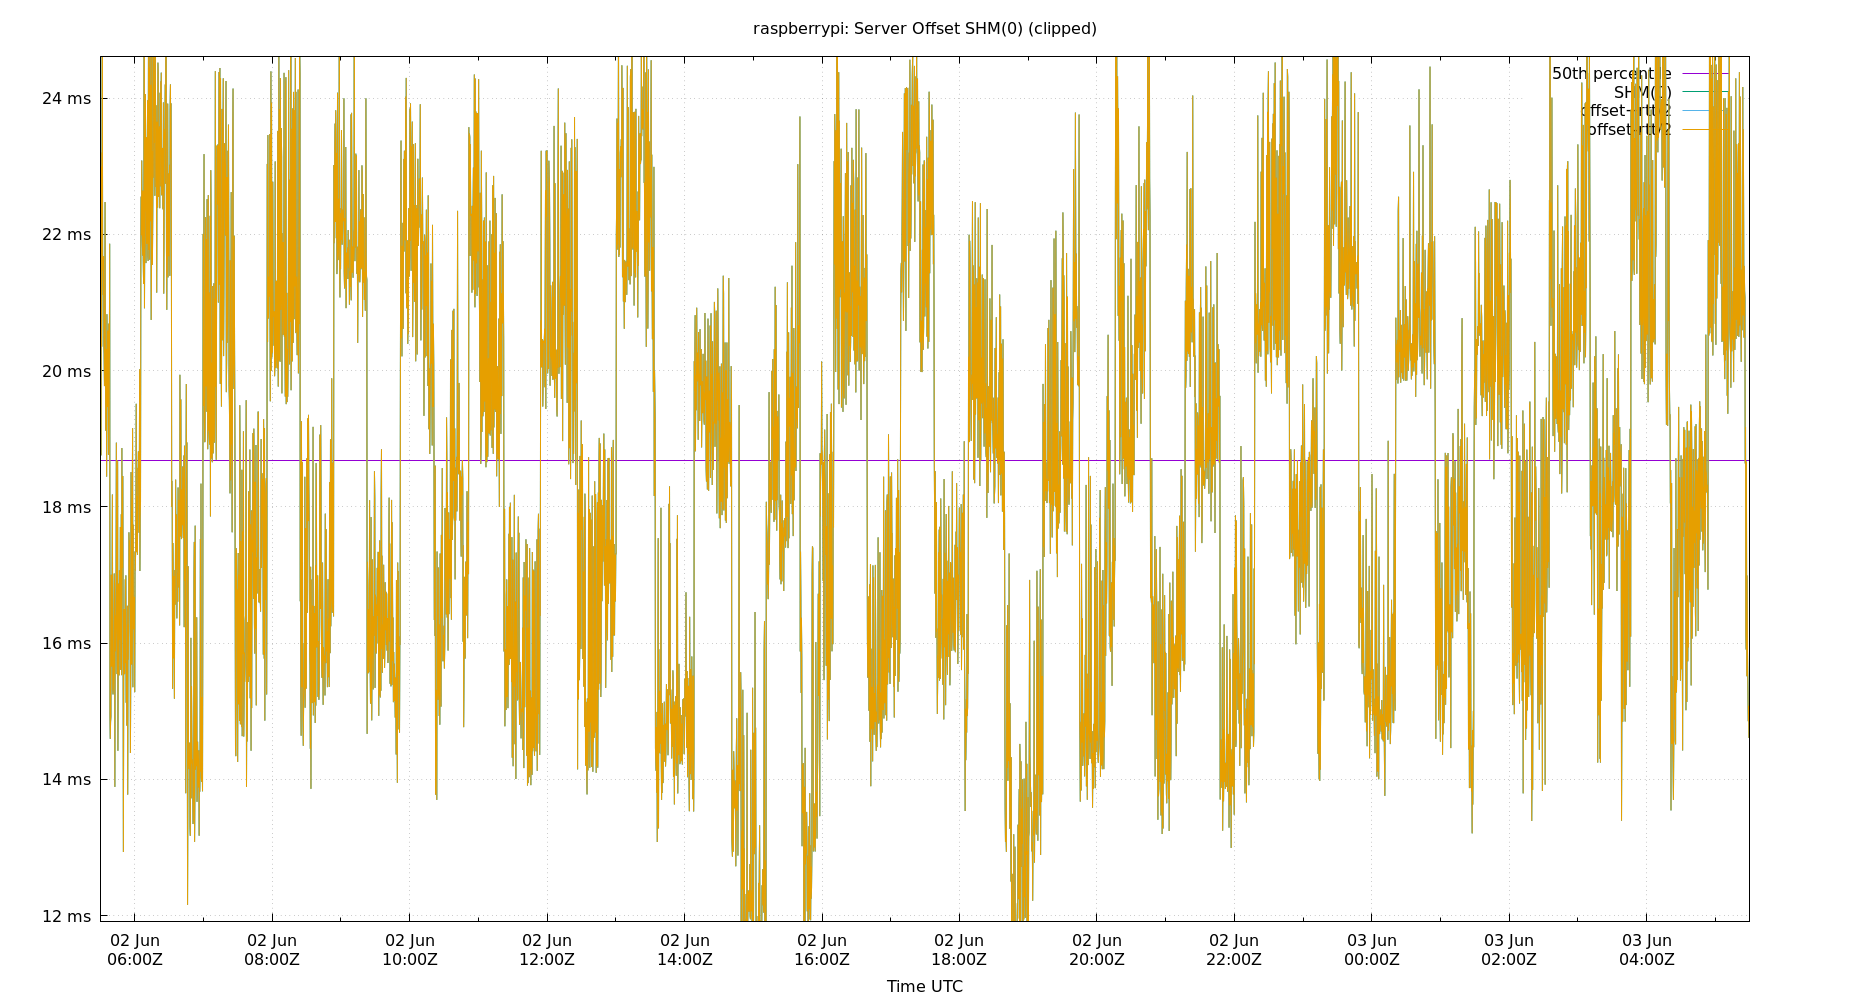 raspberrypi: Server Offset SHM(0) (clipped)
24 ms
22 ms
20 ms
18 ms
16 ms
14 ms
12 ms
50th percentile
SHM(0)
offset-rtt/2
02 Jun 02 Jun 02 Jun 02 Jun 02 Jun 02 Jun 02 Jun 02 Jun 02 Jun 03 Jun 03 Jun 03 Jun
06:00Z 08:00Z 10:00Z 12:00Z 14:00Z 16:00Z 18:00Z 20:00Z 22:00Z 00:00Z 02:00Z 04:00Z
Time UTC